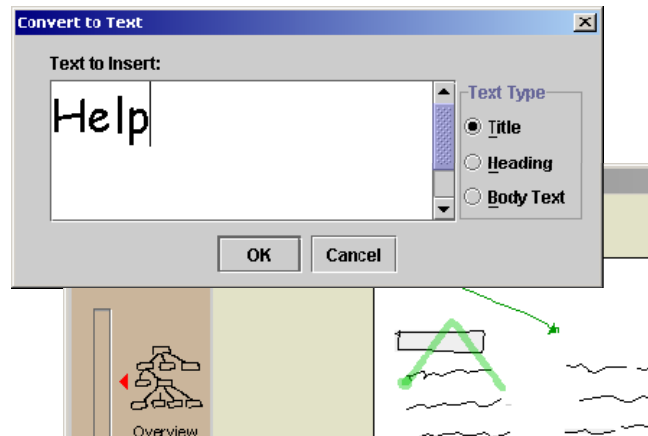 Convert to Text
Text to Insert:
Help
Text Type
Title
Heading
Body Text
OK Cancel
Overview